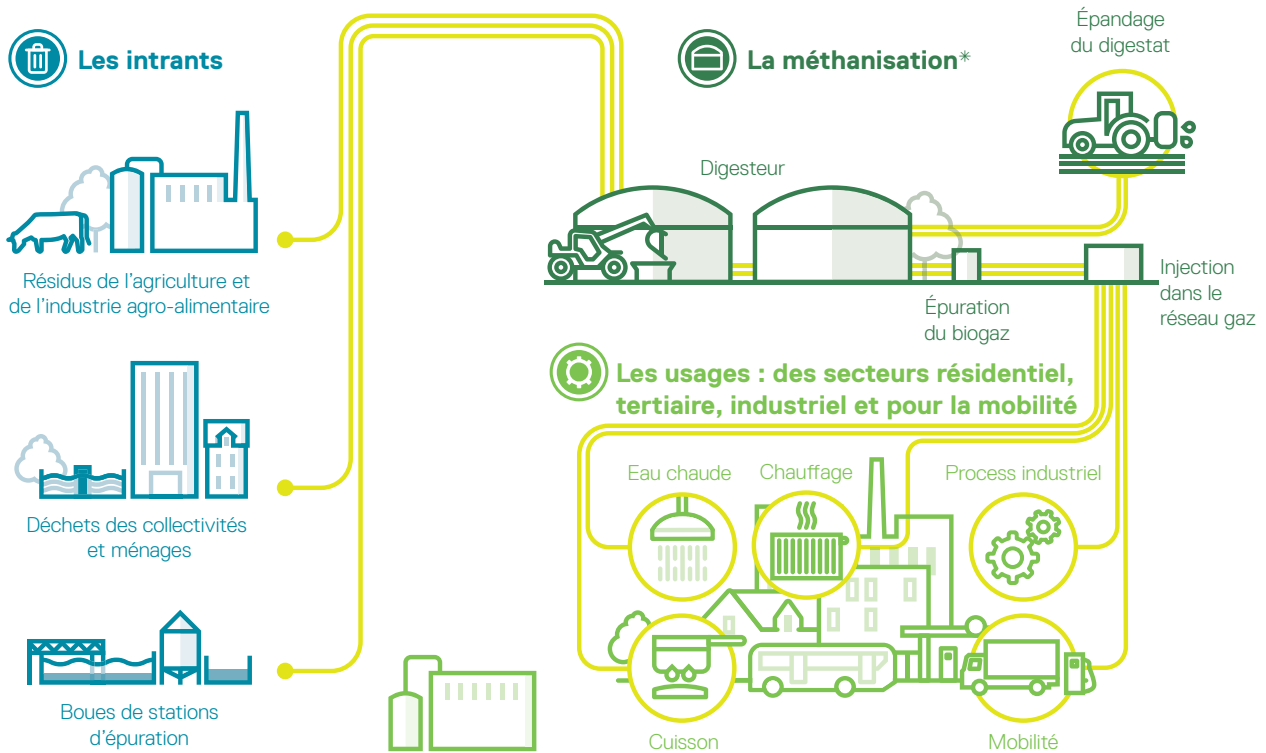 Les intrants
Résidus de l'agriculture et
de l'industrie agro-alimentaire
Déchets des collectivités
et ménages
Boues de stations
d'épuration
La méthanisation*
Épandage
du digestat
Digesteur
Épuration
du biogaz
Injection
dans le
réseau gaz
Les usages : des secteurs résidentiel,
tertiaire, industriel et pour la mobilité
Eau chaude
Chauffage
Process industriel
Cuisson
Mobilité